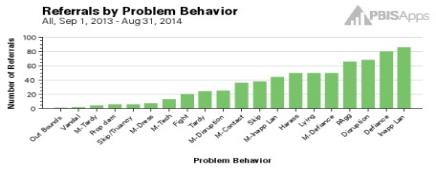 Referrals by Problem Behavior
All, Sep 1, 2013 - Aug 31, 2014
PBISApps
Number of Referrals
100
80
60
40
20
0
Out Bounds
Vandal
M-Tardy
Prop dam
Skip/Truancy
M-Dress
M-Tech
Fight
Tardy
M-Disruption
M-Contact
Skip
M-Inapp Lan
Harass
Lying
M-Defiance
PAgg
Disruption
Defiance
Inapp Lan
Problem Behavior